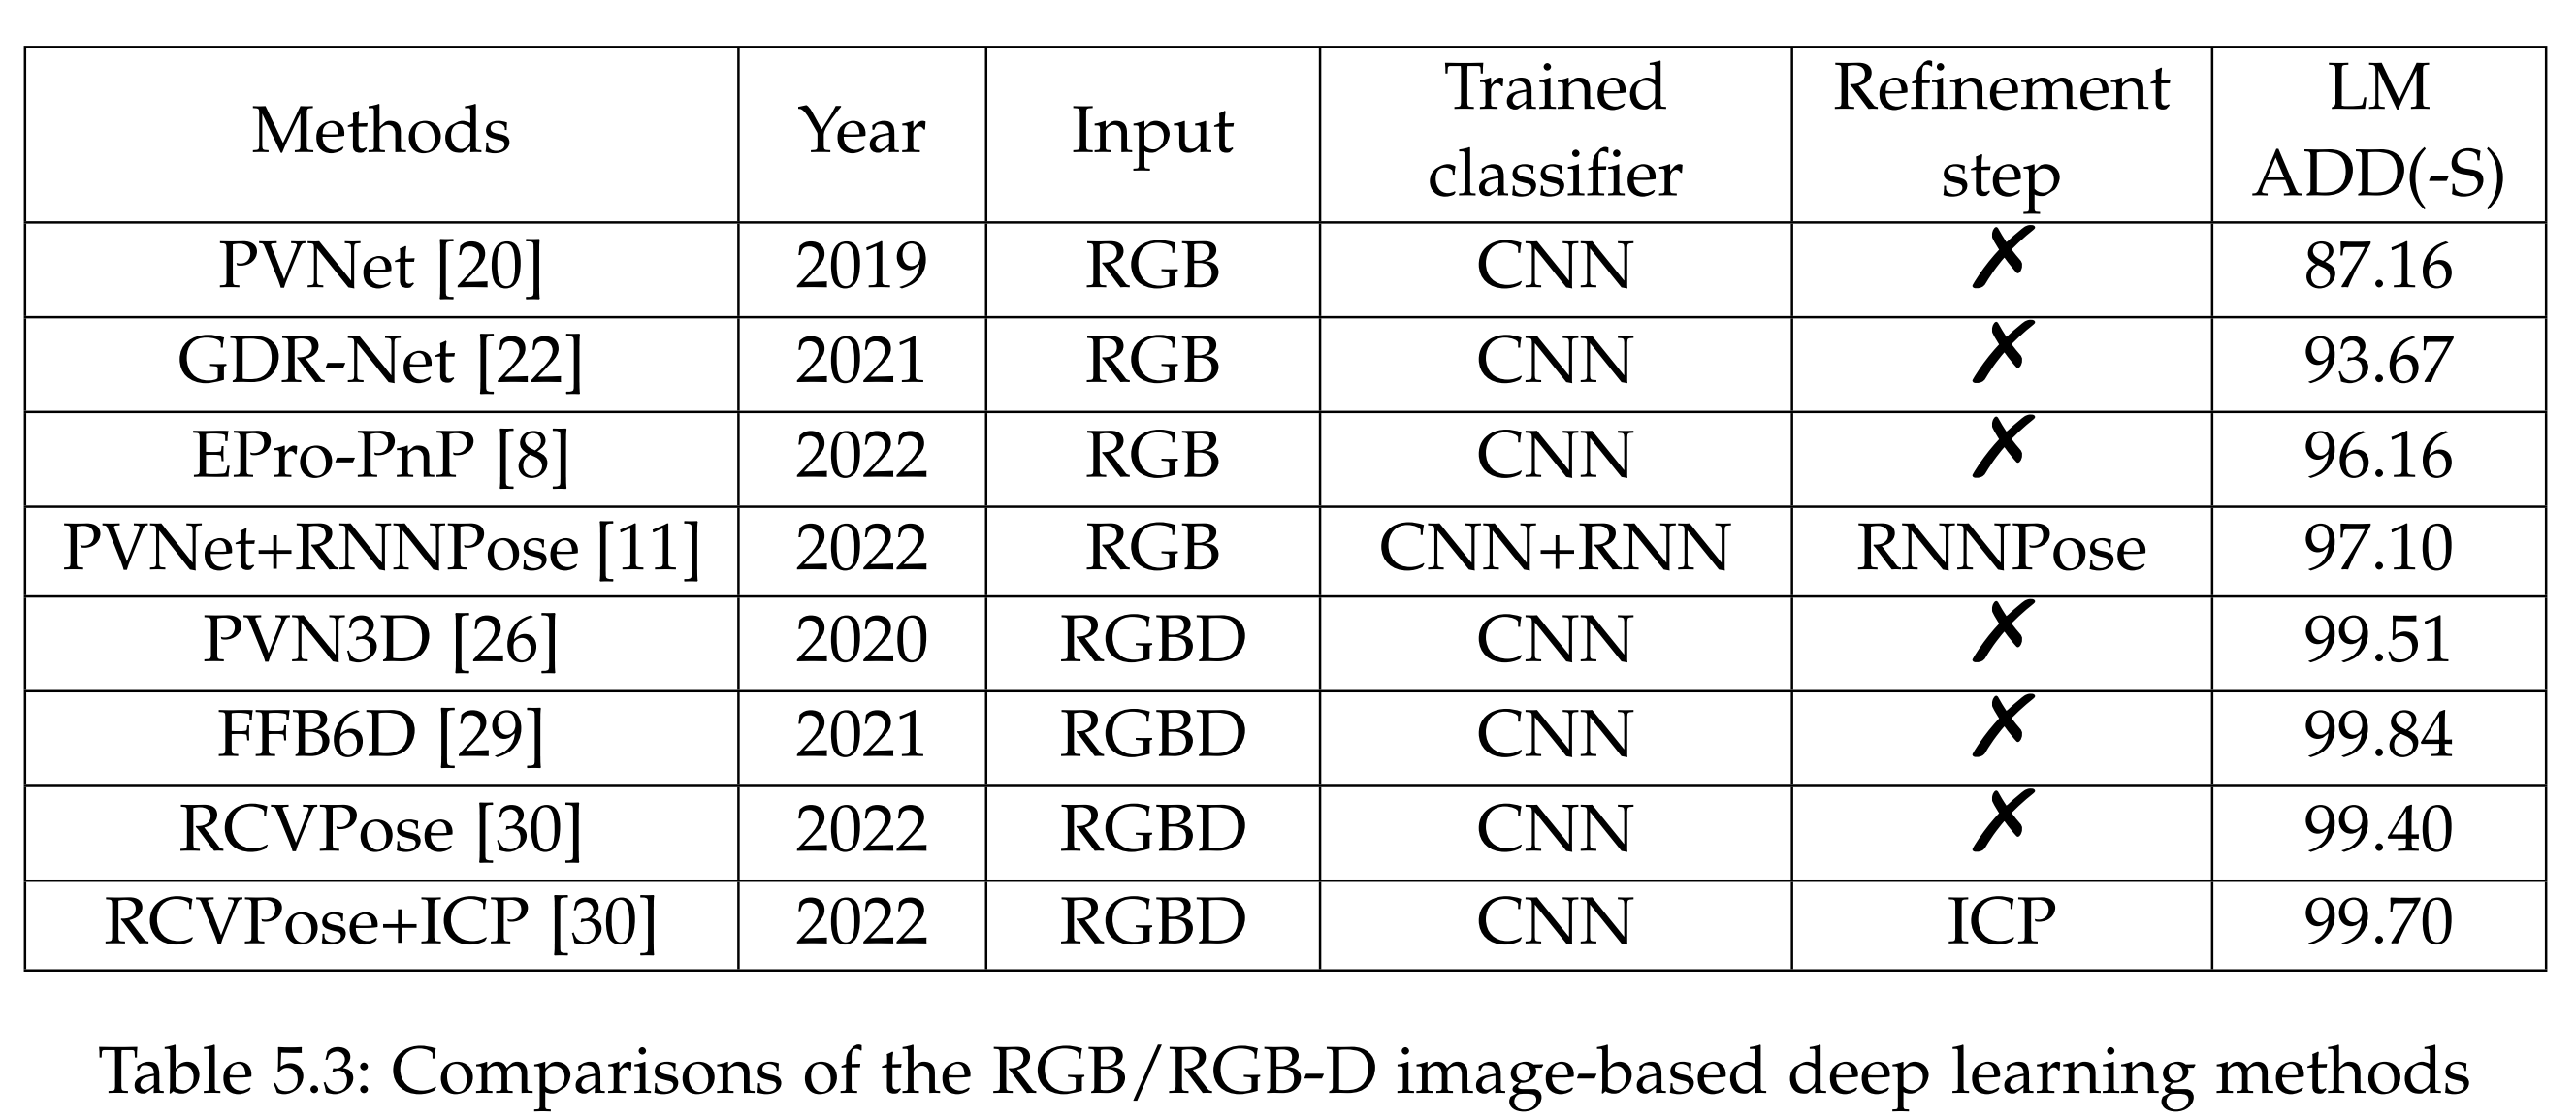 Methods Year Input Trained classifier Refinement step LM ADD(-S)
PVNet [20] 2019 RGB CNN ✗ 87.16
GDR-Net [22] 2021 RGB CNN ✗ 93.67
EPro-PnP [8] 2022 RGB CNN ✗ 96.16
PVNet+RNNPose [11] 2022 RGB CNN+RNN RNNPose 97.10
PVN3D [26] 2020 RGBD CNN ✗ 99.51
FFB6D [29] 2021 RGBD CNN ✗ 99.84
RCVPose [30] 2022 RGBD CNN ✗ 99.40
RCVPose+ICP [30] 2022 RGBD CNN ICP 99.70
Table 5.3: Comparisons of the RGB/RGB-D image-based deep learning methods